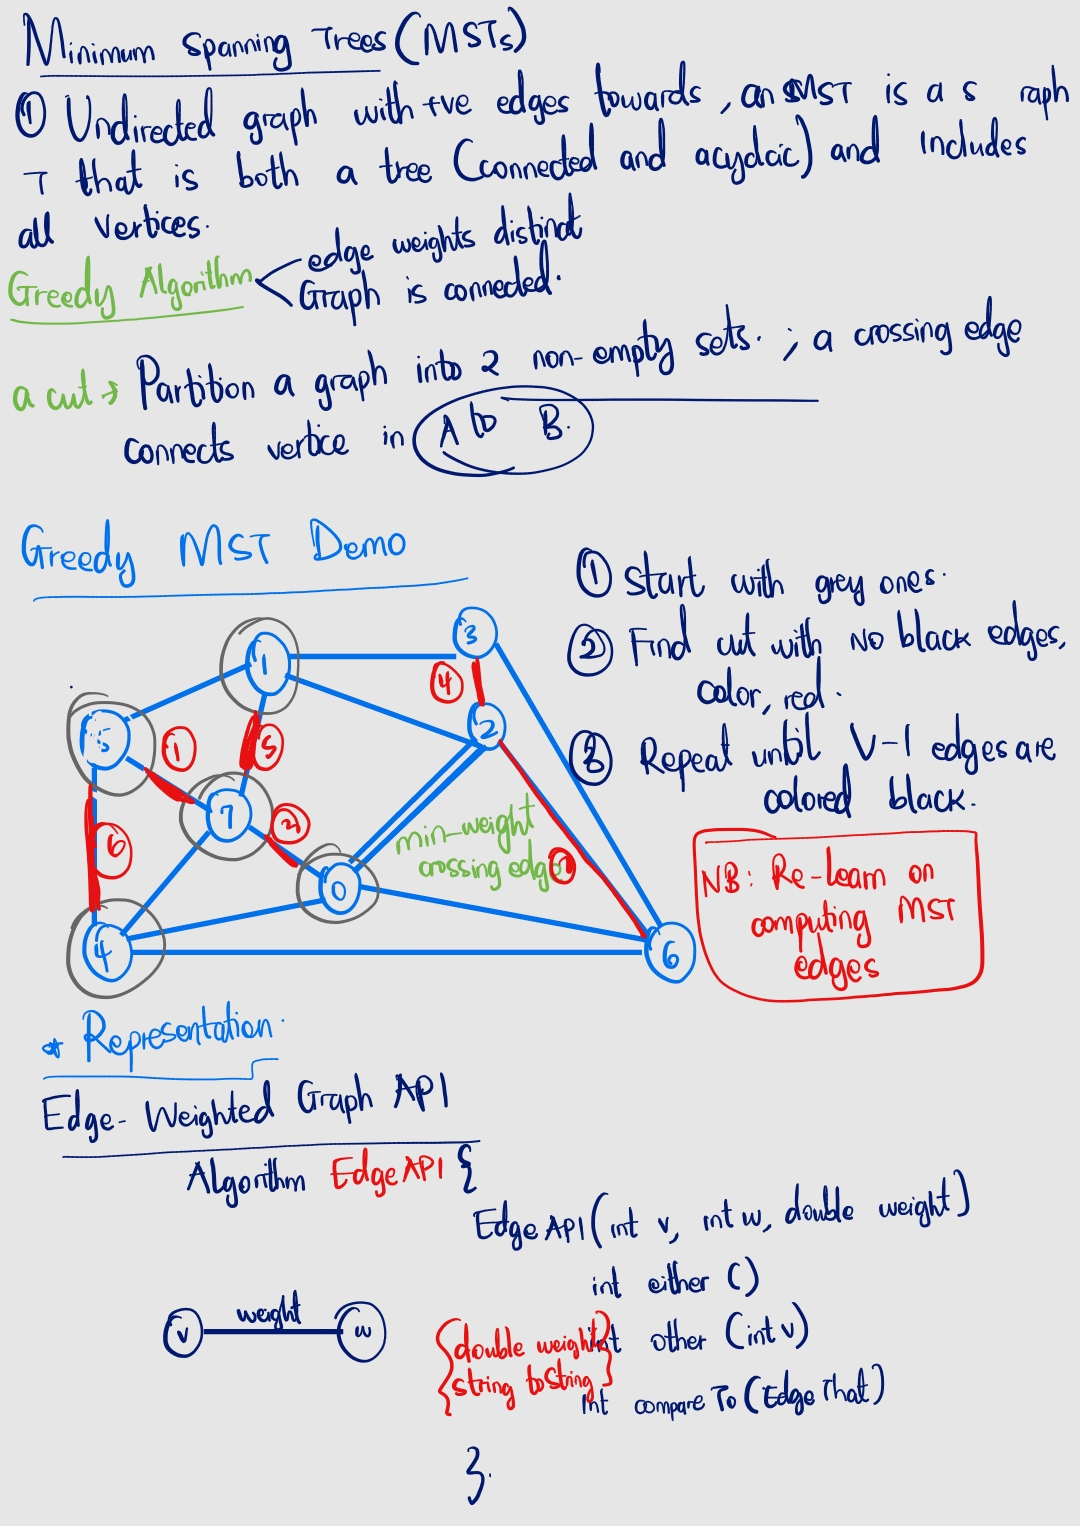 Minimum Spanning Trees (MSTs)
① Undirected graph with +ve edges towards, an MST is a s raph
T that is both a tree (connected and acydcic) and Includes
all vertices.
Greedy Algorithm
edge weights distinct
Graph is connected.
a cut → Partition a graph into 2 non-empty sets. ; a crossing edge
connects vertice in A to B.
Greedy MST Demo
① Start with grey ones.
② Find cut with no black edges,
color, red.
③ Repeat until V-1 edges are
colored black.
1
3
4
2
5
1
5
7
2
6
0
4
6
min-weight
crossing edge
NB: Re-learn on
computing MST
edges
* Representation.
Edge-Weighted Graph API
Algorithm EdgeAPI {
EdgeAPI (int v, int w, double weight)
int either ()
int other (int v)
int compareTo (Edge That)
{double weight}
{string toString}
v weight w
}.